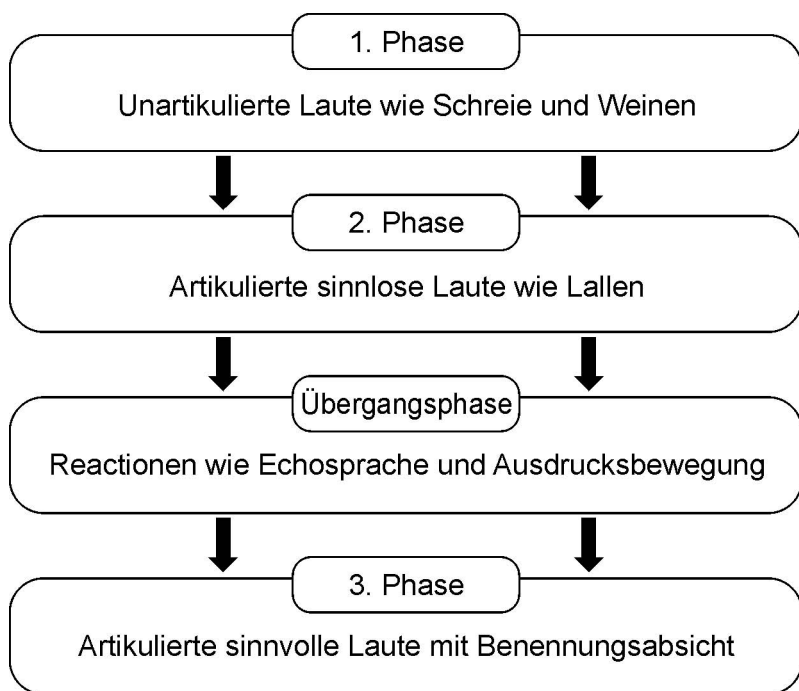 1. Phase
Unartikulierte Laute wie Schreie und Weinen
2. Phase
Artikulierte sinnlose Laute wie Lallen
Übergangsphase
Reactionen wie Echosprache und Ausdrucksbewegung
3. Phase
Artikulierte sinnvolle Laute mit Benennungsabsicht